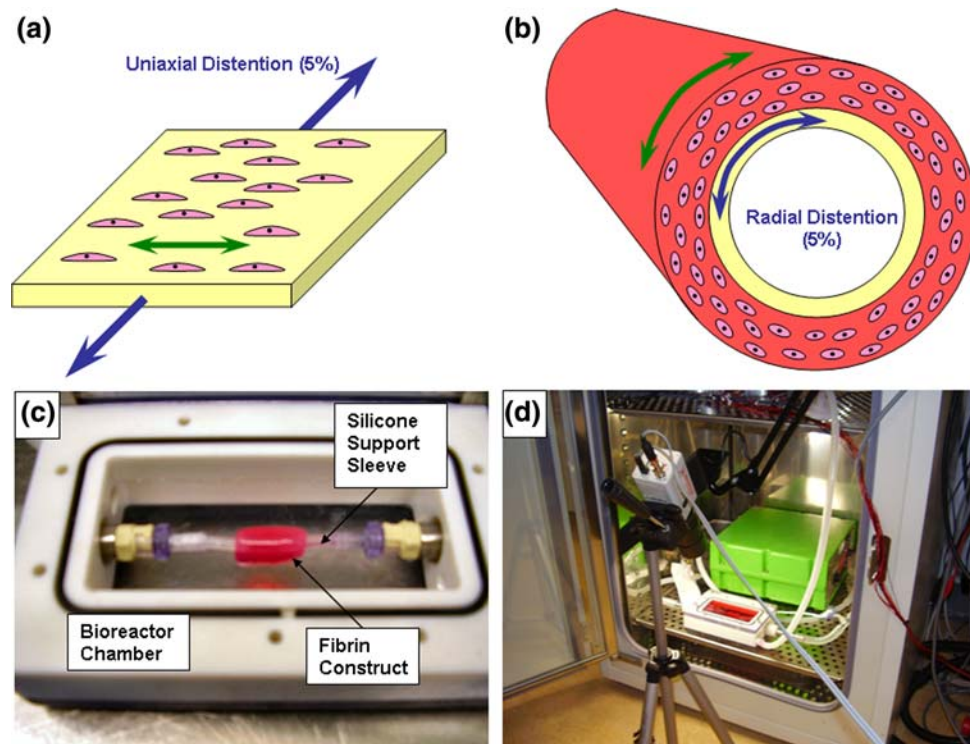 (a)
Uniaxial Distention (5%)
(b)
Radial Distention
(5%)
(c)
Silicone
Support
Sleeve
Bioreactor
Chamber
Fibrin
Construct
(d)